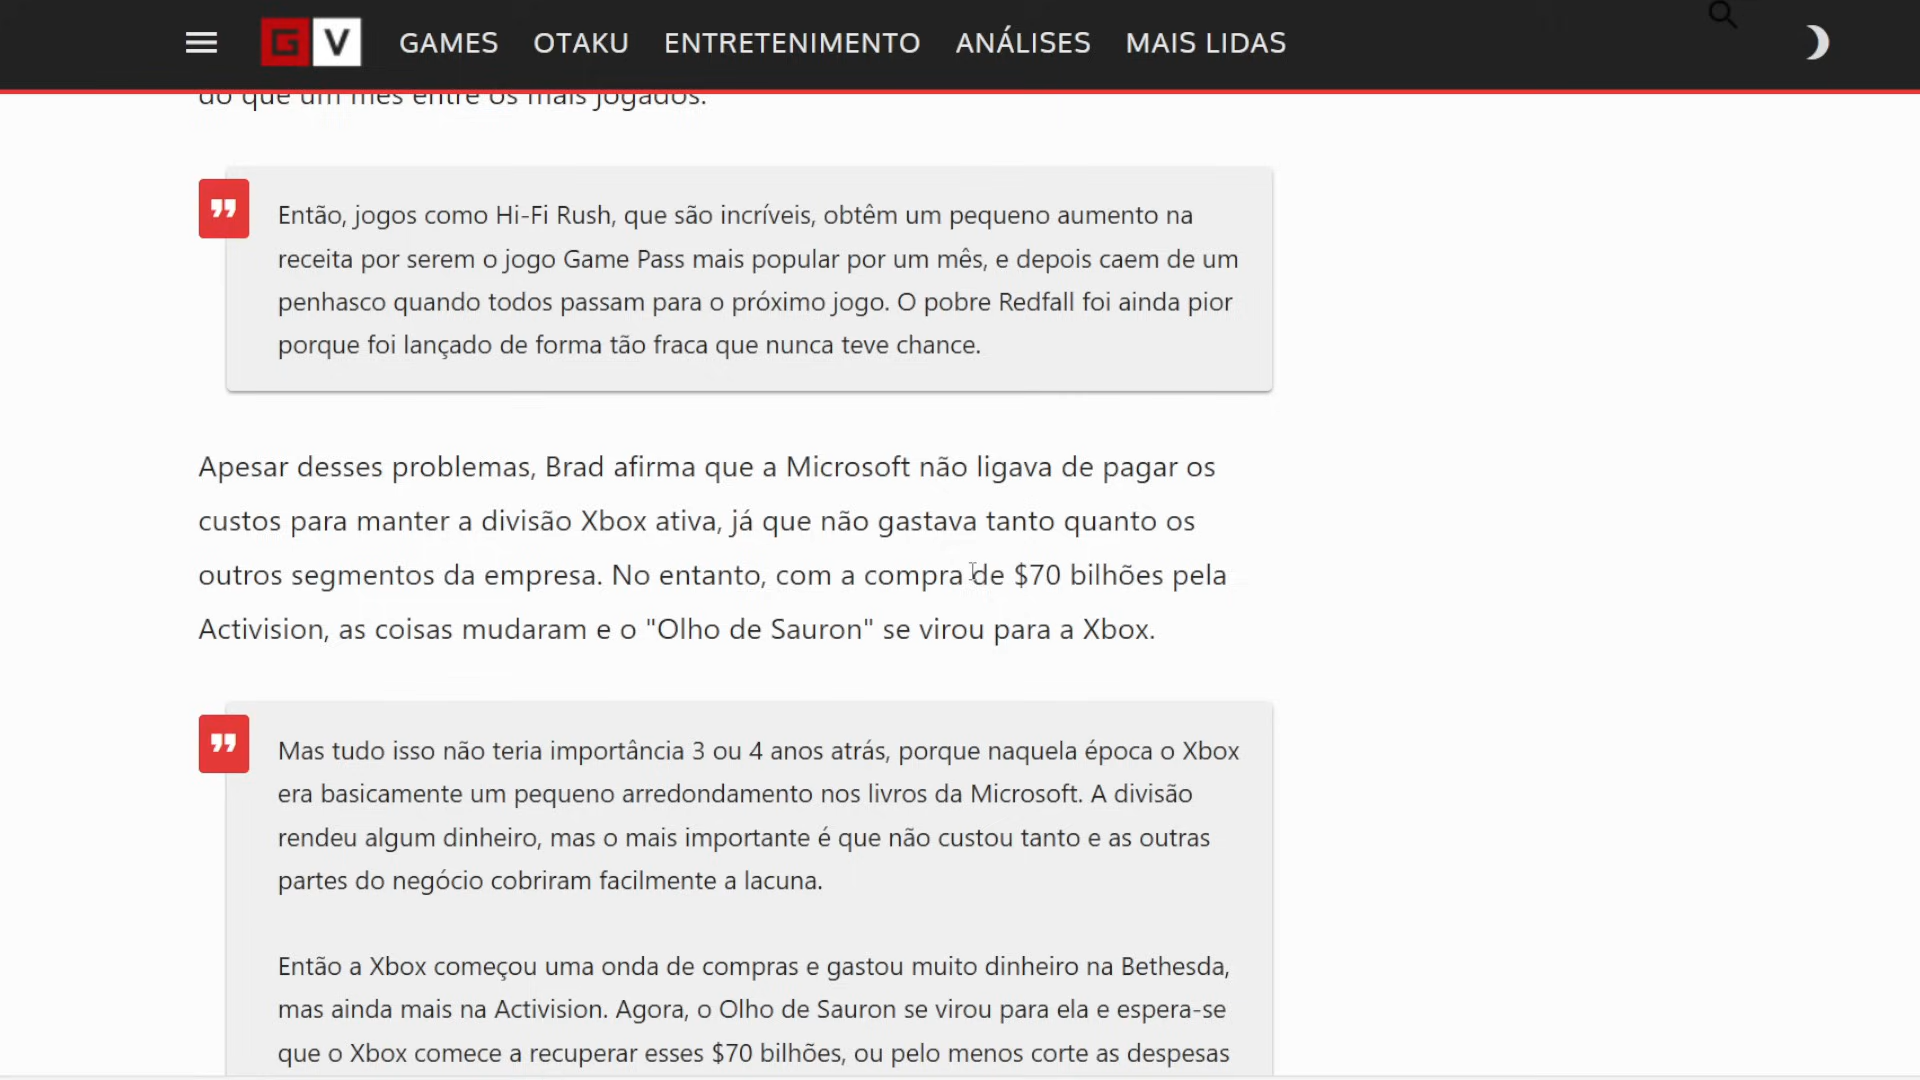 G V GAMES OTAKU ENTRETENIMENTO ANÁLISES MAIS LIDAS
do que um mês entre os mais jogados.
Então, jogos como Hi-Fi Rush, que são incríveis, obtêm um pequeno aumento na
receita por serem o jogo Game Pass mais popular por um mês, e depois caem de um
penhasco quando todos passam para o próximo jogo. O pobre Redfall foi ainda pior
porque foi lançado de forma tão fraca que nunca teve chance.
Apesar desses problemas, Brad afirma que a Microsoft não ligava de pagar os
custos para manter a divisão Xbox ativa, já que não gastava tanto quanto os
outros segmentos da empresa. No entanto, com a compra de $70 bilhões pela
Activision, as coisas mudaram e o "Olho de Sauron" se virou para a Xbox.
Mas tudo isso não teria importância 3 ou 4 anos atrás, porque naquela época o Xbox
era basicamente um pequeno arredondamento nos livros da Microsoft. A divisão
rendeu algum dinheiro, mas o mais importante é que não custou tanto e as outras
partes do negócio cobriram facilmente a lacuna.
Então a Xbox começou uma onda de compras e gastou muito dinheiro na Bethesda,
mas ainda mais na Activision. Agora, o Olho de Sauron se virou para ela e espera-se
que o Xbox comece a recuperar esses $70 bilhões, ou pelo menos corte as despesas